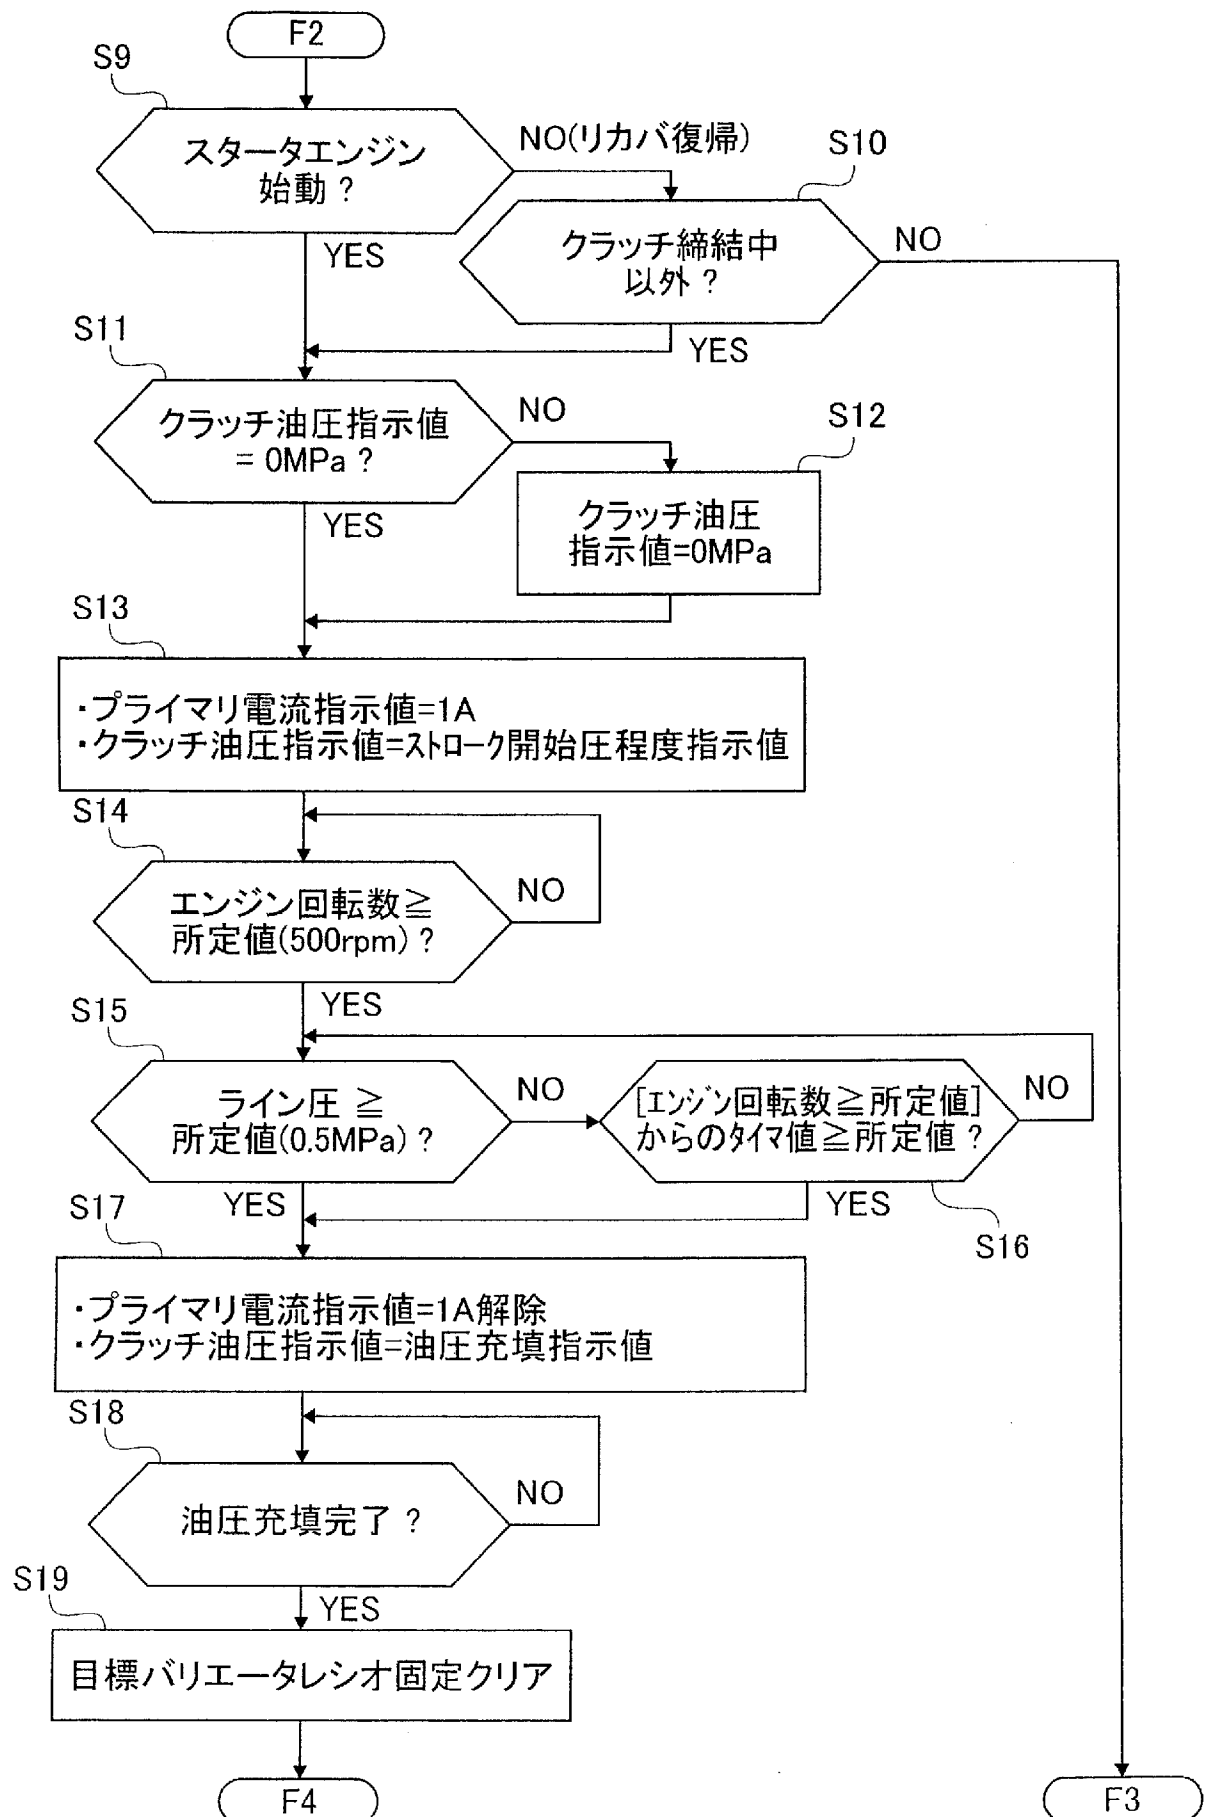 F2
S9
スタータエンジン
始動？
NO(リカバ復帰)
S10
YES
クラッチ締結中
以外？
NO
S11
YES
クラッチ油圧指示値
= 0MPa？
NO
S12
YES
クラッチ油圧
指示値=0MPa
S13
・プライマリ電流指示値=1A
・クラッチ油圧指示値=ｽﾄﾛｰｸ開始圧程度指示値
S14
エンジン回転数≧
所定値(500rpm)？
NO
YES
S15
ライン圧 ≧
所定値(0.5MPa)？
NO
[ｴﾝｼﾞﾝ回転数≧所定値]
からのﾀｲﾏ値≧所定値？
NO
YES
YES
S16
S17
・プライマリ電流指示値=1A解除
・クラッチ油圧指示値=油圧充填指示値
S18
油圧充填完了？
NO
YES
S19
目標バリエータレシオ固定クリア
F4
F3